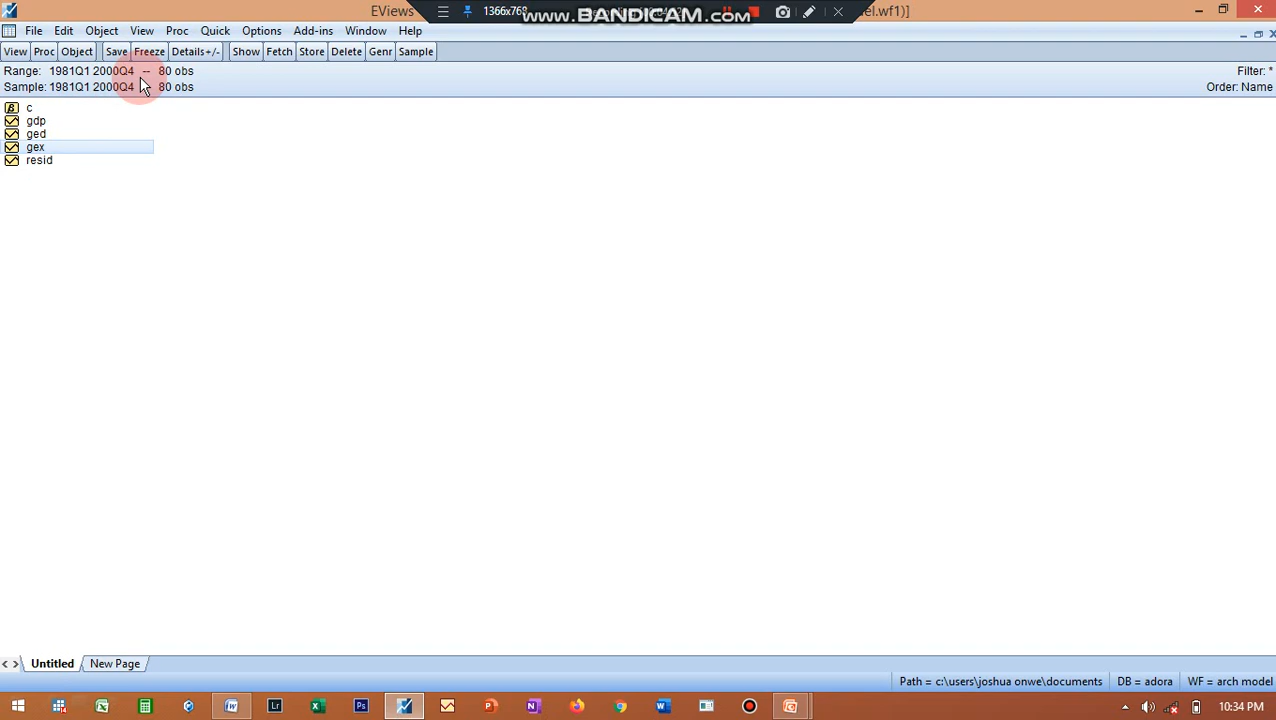 EViews
1366x768
www.BANDICAM.com
el.wf1)]
File Edit Object View Proc Quick Options Add-ins Window Help
View Proc Object Save Freeze Details+/- Show Fetch Store Delete Genr Sample
Range: 1981Q1 2000Q4 -- 80 obs Filter: *
Sample: 1981Q1 2000Q4 80 obs Order: Name
c
gdp
ged
gex
resid
Untitled New Page
Path = c:\users\joshua onwe\documents DB = adora WF = arch model
10:34 PM